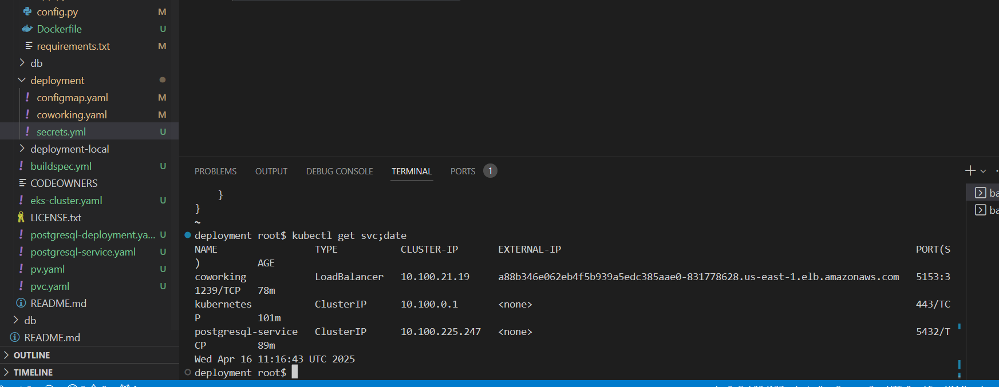 config.py M
Dockerfile U
requirements.txt M
db
deployment
configmap.yaml M
coworking.yaml M
secrets.yml U
deployment-local
buildspec.yml U
CODEOWNERS
eks-cluster.yaml U
LICENSE.txt
postgresql-deployment.ya... U
postgresql-service.yaml U
pv.yaml U
pvc.yaml U
README.md
db
README.md
OUTLINE
TIMELINE
PROBLEMS OUTPUT DEBUG CONSOLE TERMINAL PORTS 1
}
}
~
deployment root$ kubectl get svc;date
NAME TYPE CLUSTER-IP EXTERNAL-IP PORT(S
) AGE
coworking LoadBalancer 10.100.21.19 a88b346e062eb4f5b939a5edc385aae0-831778628.us-east-1.elb.amazonaws.com 5153:3
1239/TCP 78m
kubernetes ClusterIP 10.100.0.1 <none> 443/TC
P 101m
postgresql-service ClusterIP 10.100.225.247 <none> 5432/T
CP 89m
Wed Apr 16 11:16:43 UTC 2025
deployment root$
ba
ba